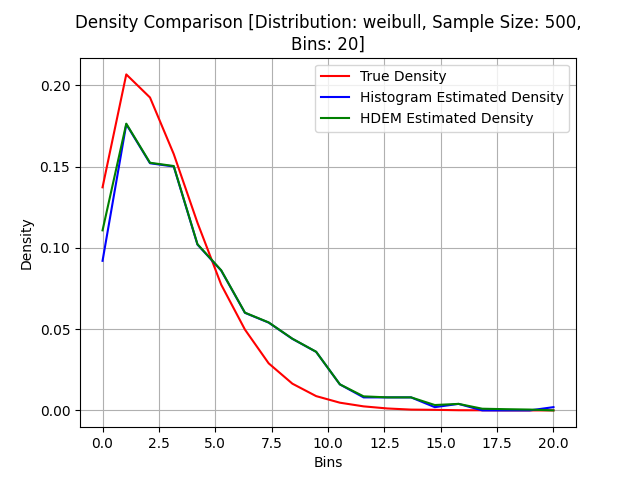 Density Comparison [Distribution: weibull, Sample Size: 500,
Bins: 20]
True Density
Histogram Estimated Density
HDEM Estimated Density
Density
0.20
0.15
0.10
0.05
0.00
0.0 2.5 5.0 7.5 10.0 12.5 15.0 17.5 20.0
Bins